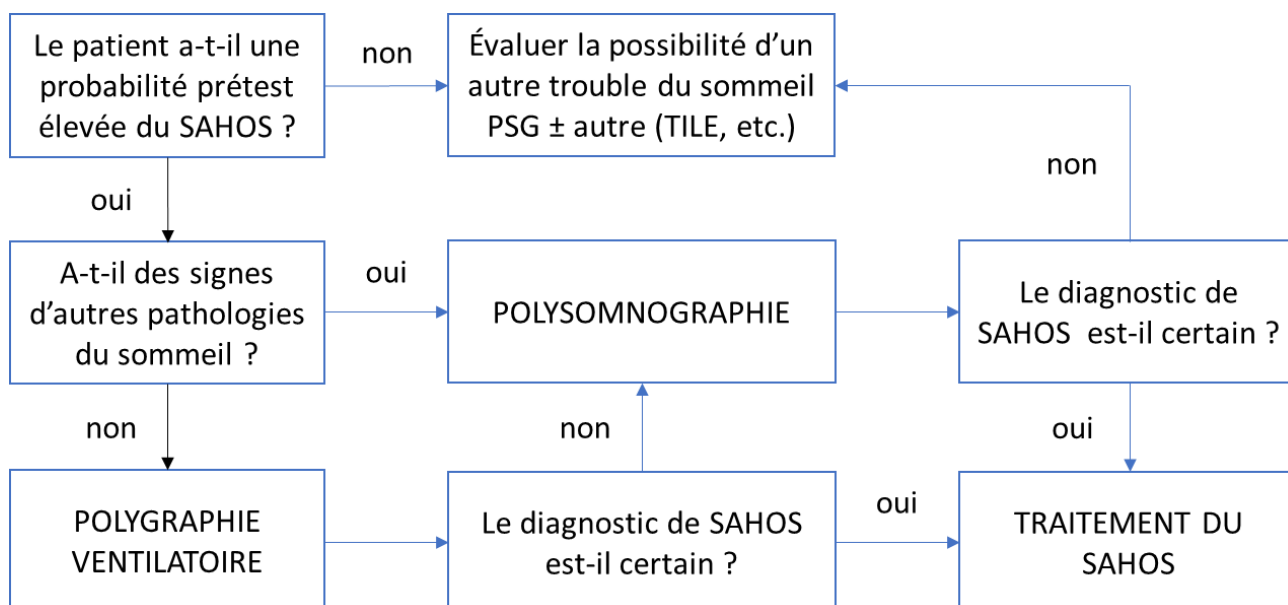 Le patient a-t-il une
probabilité prétest
élevée du SAHOS ?
non
Évaluer la possibilité d’un
autre trouble du sommeil
PSG ± autre (TILE, etc.)
oui
non
A-t-il des signes
d’autres pathologies
du sommeil ?
oui
POLYSOMNOGRAPHIE
Le diagnostic de
SAHOS est-il certain ?
non
non
oui
POLYGRAPHIE
VENTILATOIRE
Le diagnostic de SAHOS
est-il certain ?
oui
TRAITEMENT DU
SAHOS